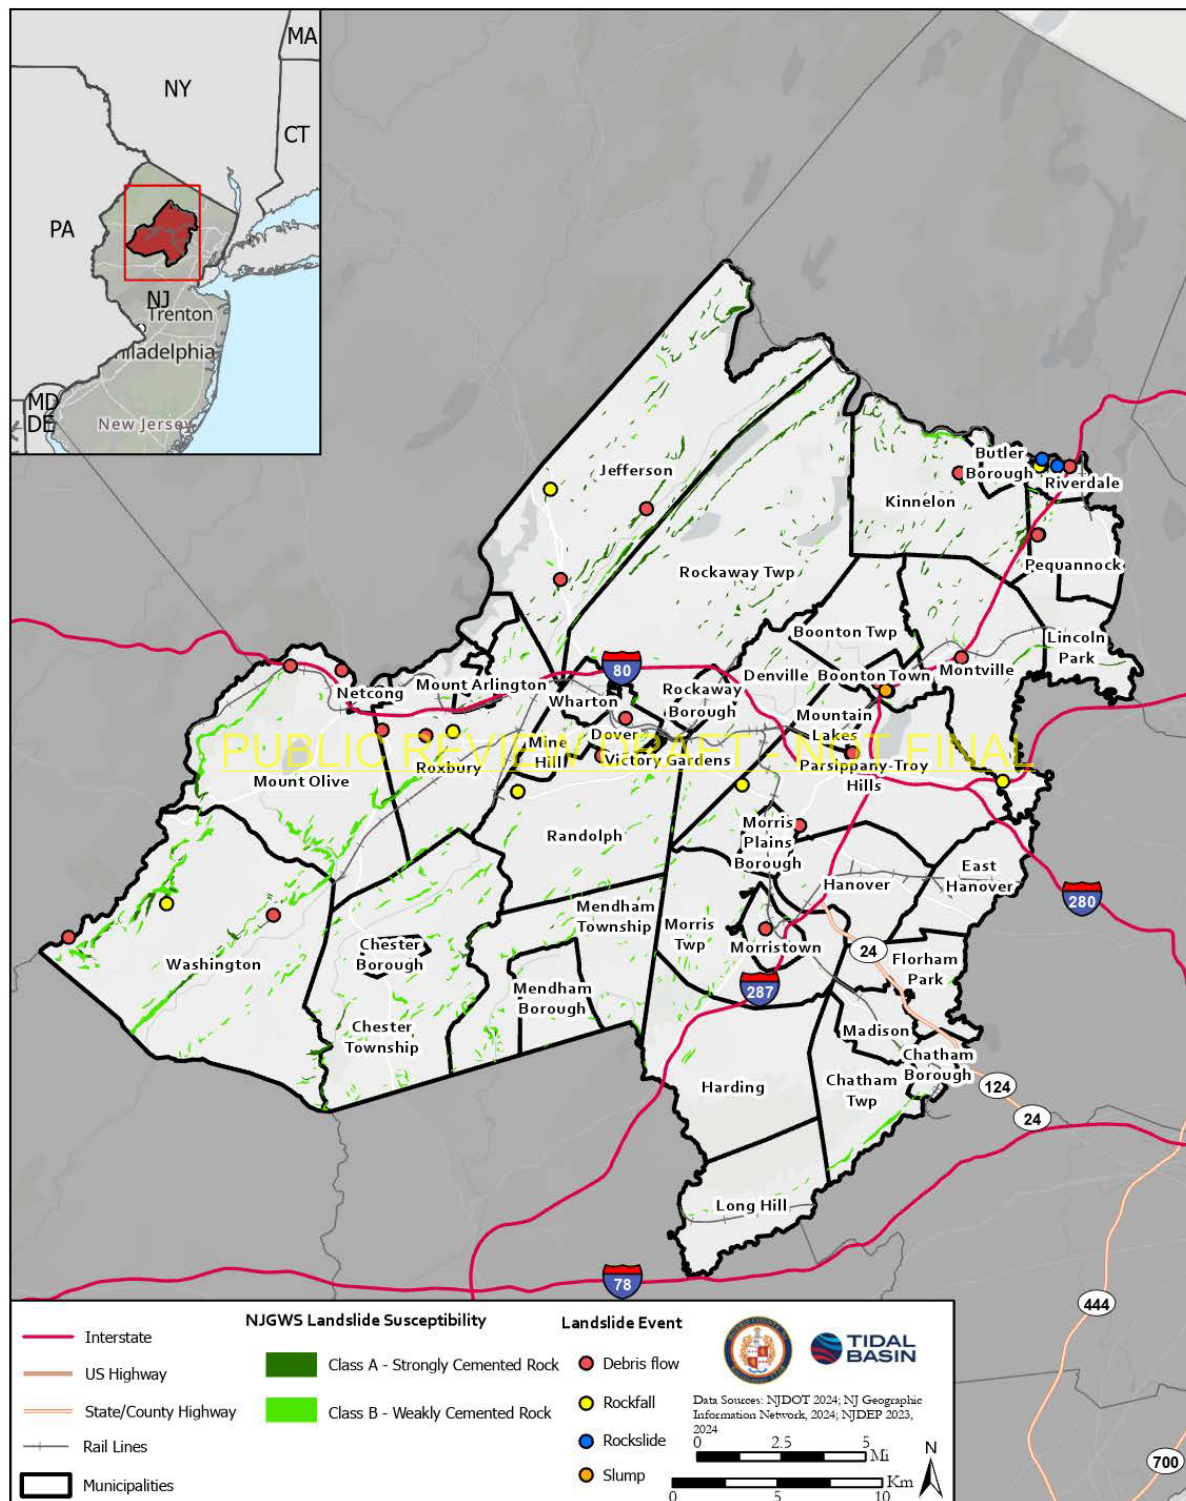 MA
NY
CT
PA
NJ
Trenton
hiladelphia
MD
DE
New Jersey
Jefferson
Butler
Borough
Riverdale
Kinnelon
Pequannock
Rockaway Twp
Boonton Twp
Lincoln
Park
Montville
Boonton Town
Denville
80
Rockaway
Borough
Mount Arlington
Netcong
Wharton
Mountain
Lakes
Dover
Mine
Hill
Victory Gardens
Parsippany-Troy
Hills
PUBLIC REVIEW DRAFT - NOT FINAL
Roxbury
Mount Olive
Randolph
Morris
Plains
Borough
East
Hanover
Hanover
280
Mendham
Township
Morris
Twp
Morristown
24
Florham
Park
Chester
Borough
Washington
Mendham
Borough
287
Chester
Township
Madison
Chatham
Borough
Harding
Chatham
Twp
124
24
Long Hill
78
444
700
Interstate
US Highway
State/County Highway
Rail Lines
Municipalities
NJGWS Landslide Susceptibility
Class A - Strongly Cemented Rock
Class B - Weakly Cemented Rock
Landslide Event
Debris flow
Rockfall
Rockslide
Slump
TIDAL
BASIN
Data Sources: NJDOT 2024; NJ Geographic
Information Network, 2024; NJDEP 2023,
2024
0 2.5 5
Mi
N
Km
0 5 10